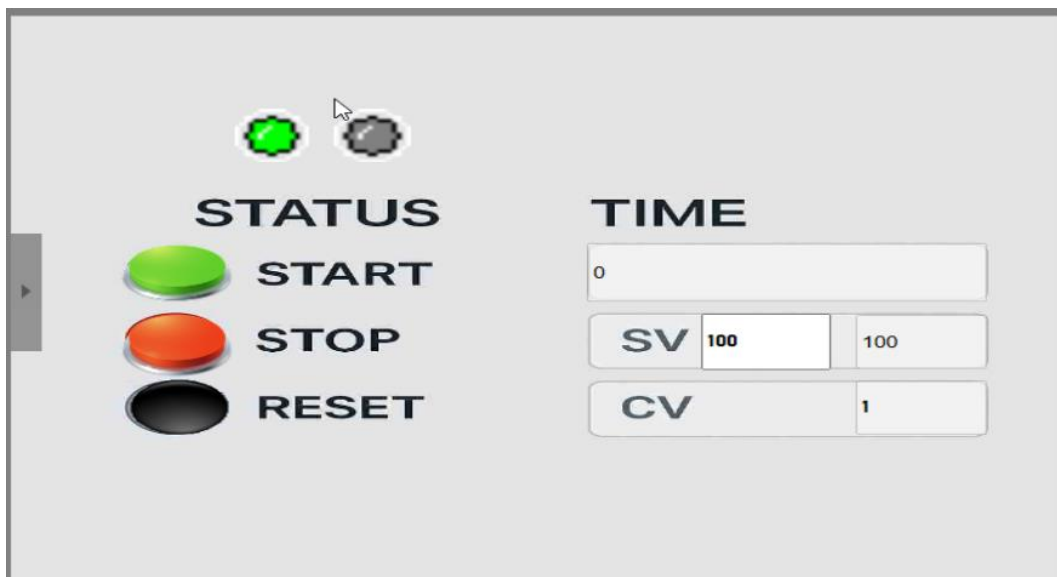 STATUS
START
STOP
RESET
TIME
0
SV 100 100
CV 1